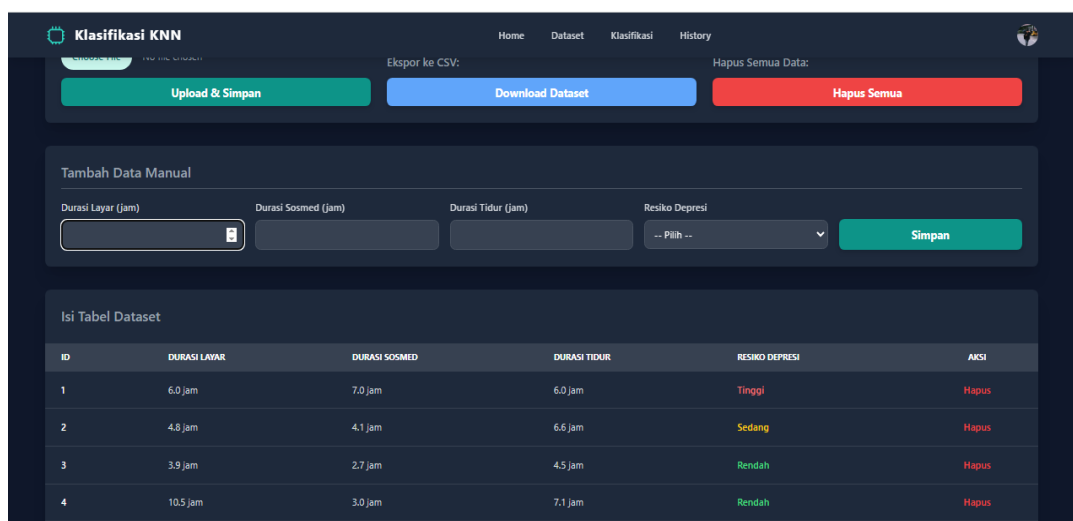 Klasifikasi KNN
Home Dataset Klasifikasi History
Choose File No file chosen
Ekspor ke CSV:
Hapus Semua Data:
Upload & Simpan
Download Dataset
Hapus Semua
Tambah Data Manual
Durasi Layar (jam) Durasi Sosmed (jam) Durasi Tidur (jam) Resiko Depresi
-- Pilih --
Simpan
Isi Tabel Dataset
ID DURASI LAYAR DURASI SOSMED DURASI TIDUR RESIKO DEPRESI AKSI
1 6.0 jam 7.0 jam 6.0 jam Tinggi Hapus
2 4.8 jam 4.1 jam 6.6 jam Sedang Hapus
3 3.9 jam 2.7 jam 4.5 jam Rendah Hapus
4 10.5 jam 3.0 jam 7.1 jam Rendah Hapus